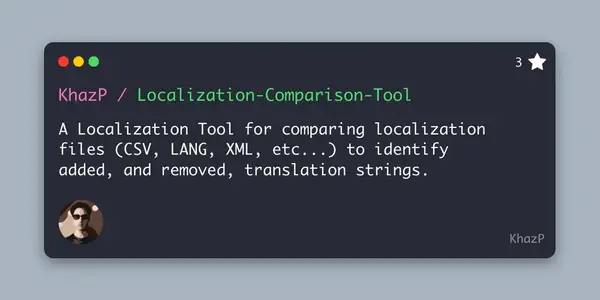 3
KhazP / Localization-Comparison-Tool
A Localization Tool for comparing localization
files (CSV, LANG, XML, etc...) to identify
added, and removed, translation strings.
KhazP